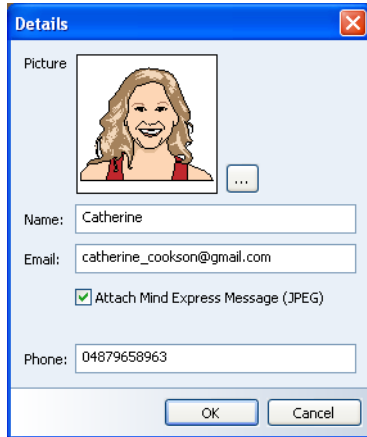 Details
Picture
...
Name: Catherine
Email: catherine_cookson@gmail.com
Attach Mind Express Message (JPEG)
Phone: 04879658963
OK Cancel